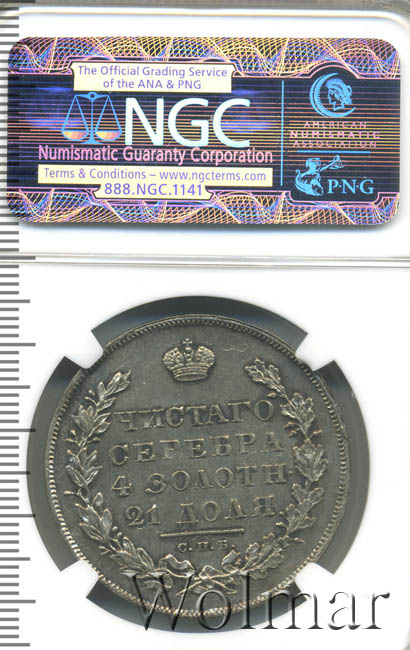 The Official Grading Service
of the ANA & PNG
NGC
Numismatic Guaranty Corporation
Terms & Conditions – www.ngcterms.com
888.NGC.1141
AMERICAN
NUMISMATIC
ASSOCIATION
P·N·G
ЧИСТАГО
СЕРЕБРА
4 ЗОЛОТН
21 ДОЛЯ
С.П.Б.
Wolmar